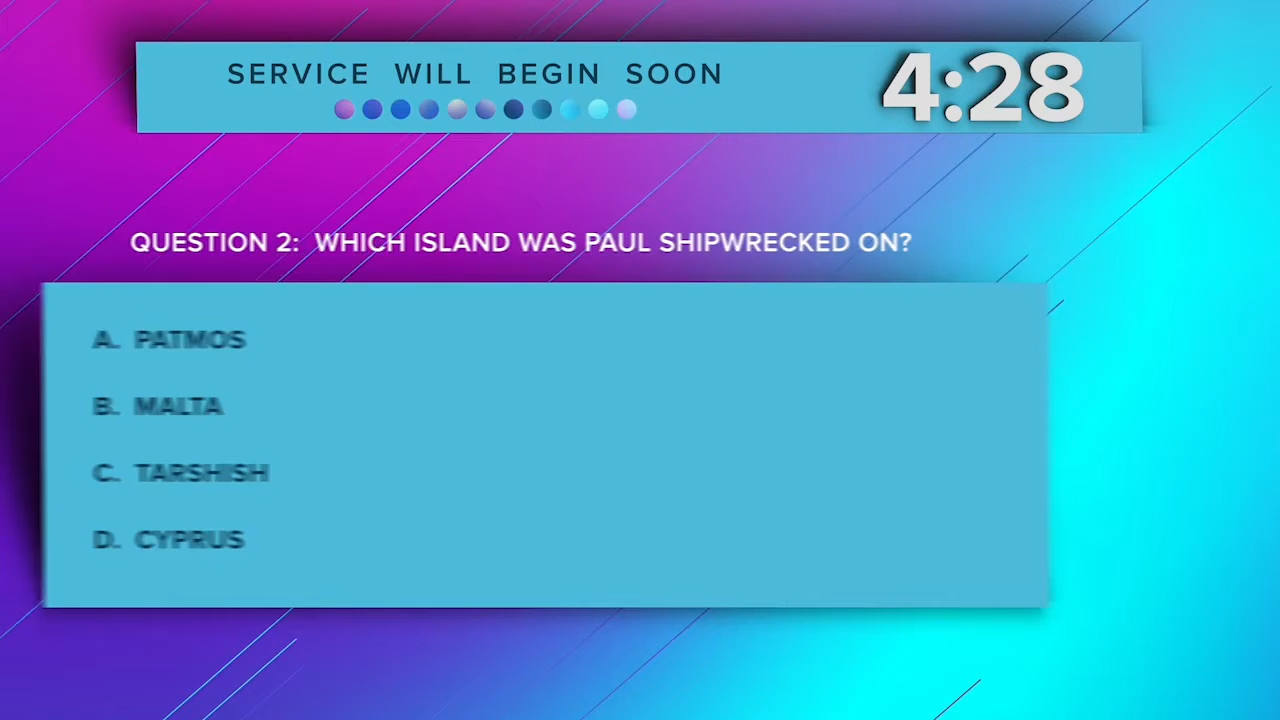 SERVICE WILL BEGIN SOON
4:28
QUESTION 2: WHICH ISLAND WAS PAUL SHIPWRECKED ON?
A. PATMOS
B. MALTA
C. TARSHISH
D. CYPRUS